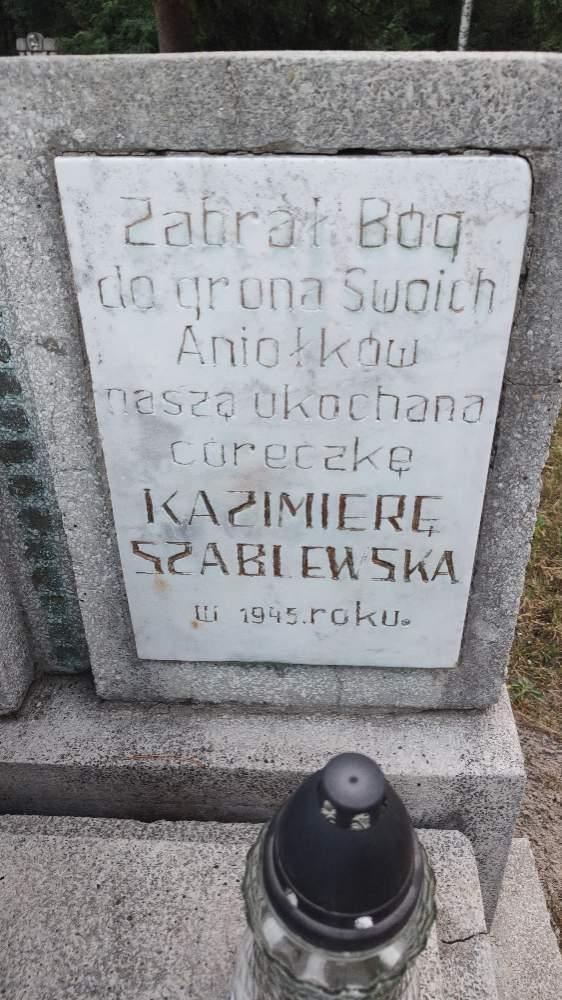 Zabrał Bóg
do grona Swoich
Aniołków
naszą ukochaną
córeczkę
KAZIMIERĘ
SZABLEWSKĄ
w 1945.roku.